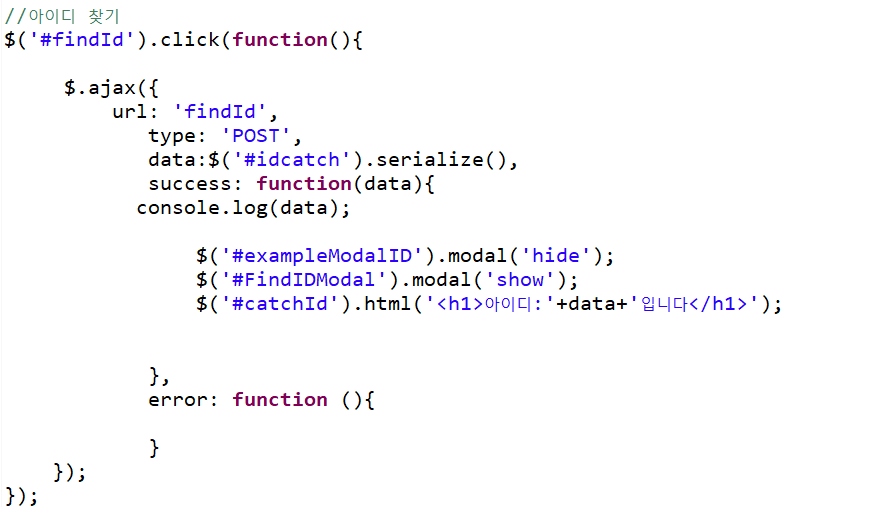 //아이디 찾기
$('#findId').click(function(){
$.ajax({
url: 'findId',
type: 'POST',
data:$('#idcatch').serialize(),
success: function(data){
console.log(data);
$('#exampleModalID').modal('hide');
$('#FindIDModal').modal('show');
$('#catchId').html('<h1>아이디:'+data+'입니다</h1>');
},
error: function (){
}
});
});